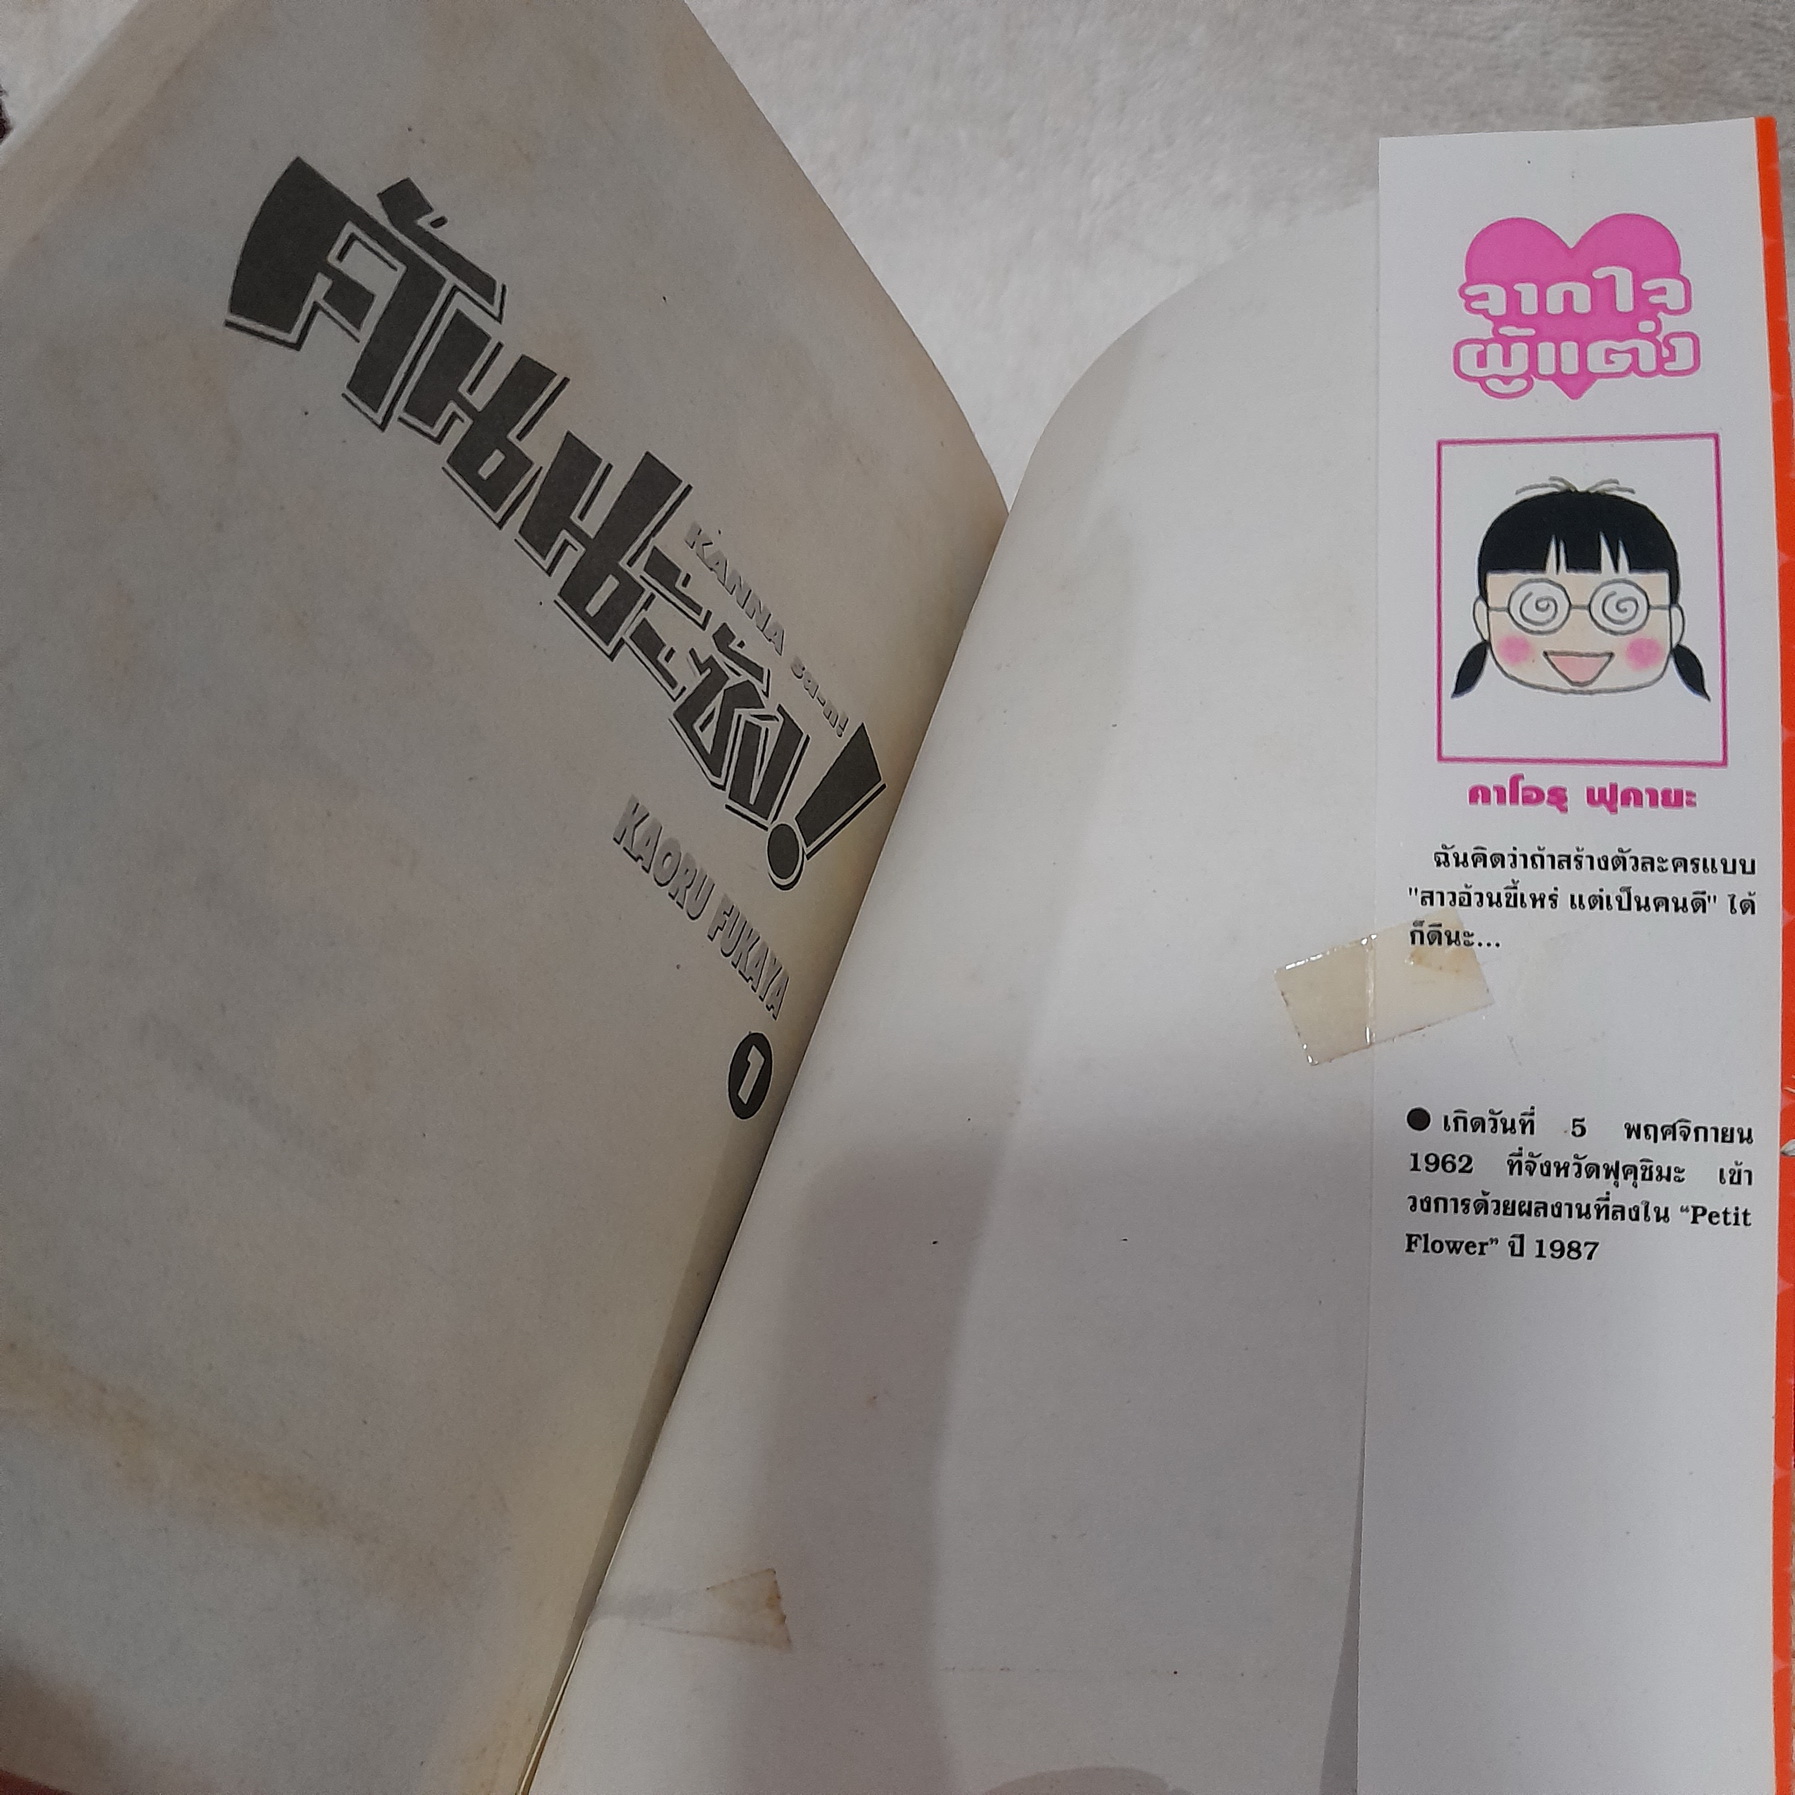 คันนะซัง!
KANNA sa-n!
KAORU FUKAYA
1
จากใจ
ผู้แต่ง
คาโอรุ ฟุคายะ
ฉันคิดว่าถ้าสร้างตัวละครแบบ
"สาวอ้วนขี้เหร่ แต่เป็นคนดี" ได้
ก็ดีนะ...
● เกิดวันที่ 5 พฤศจิกายน
1962 ที่จังหวัดฟุคุชิมะ เข้า
วงการด้วยผลงานที่ลงใน "Petit
Flower" ปี 1987